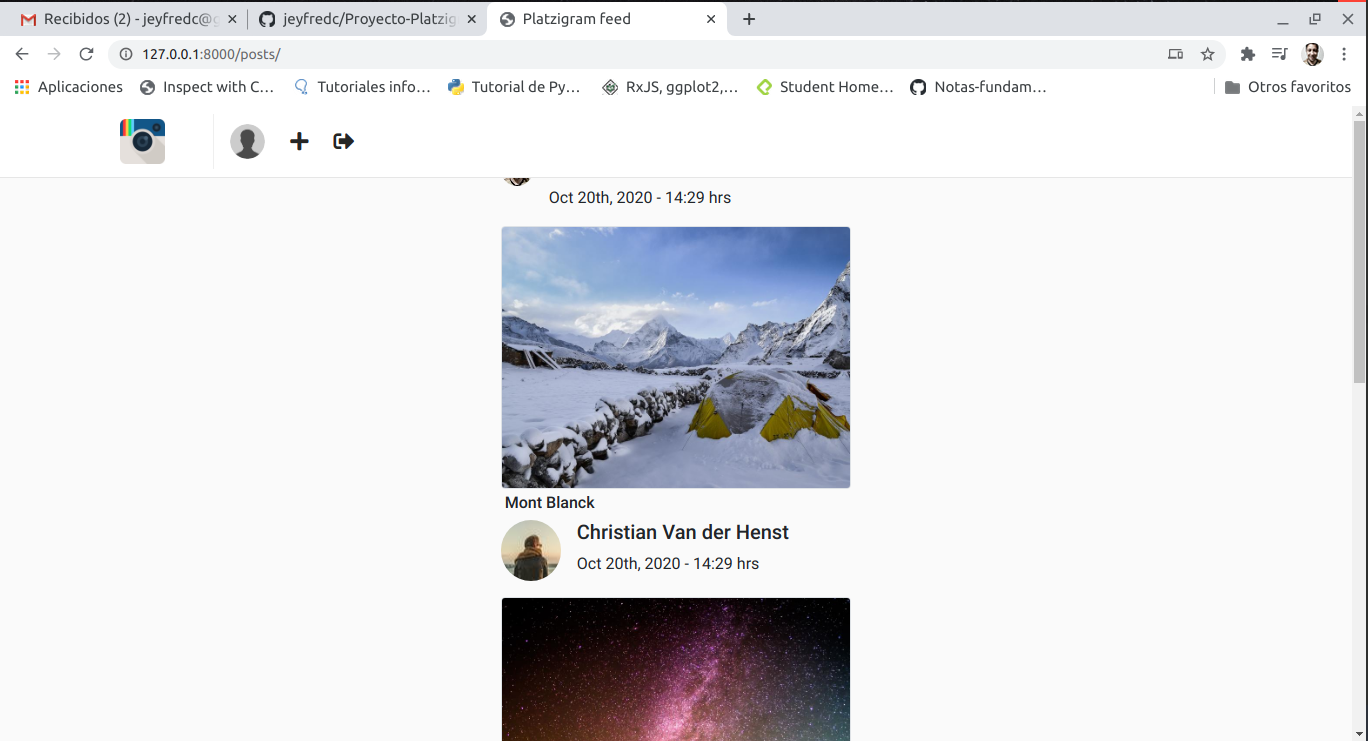 Recibidos (2) - jeyfredc@g
jeyfredc/Proyecto-Platzig
Platzigram feed
127.0.0.1:8000/posts/
Aplicaciones
Inspect with C…
Tutoriales info…
Tutorial de Py…
RxJS, ggplot2,…
Student Home…
Notas-fundam…
Otros favoritos
Oct 20th, 2020 - 14:29 hrs
Mont Blanck
Christian Van der Henst
Oct 20th, 2020 - 14:29 hrs